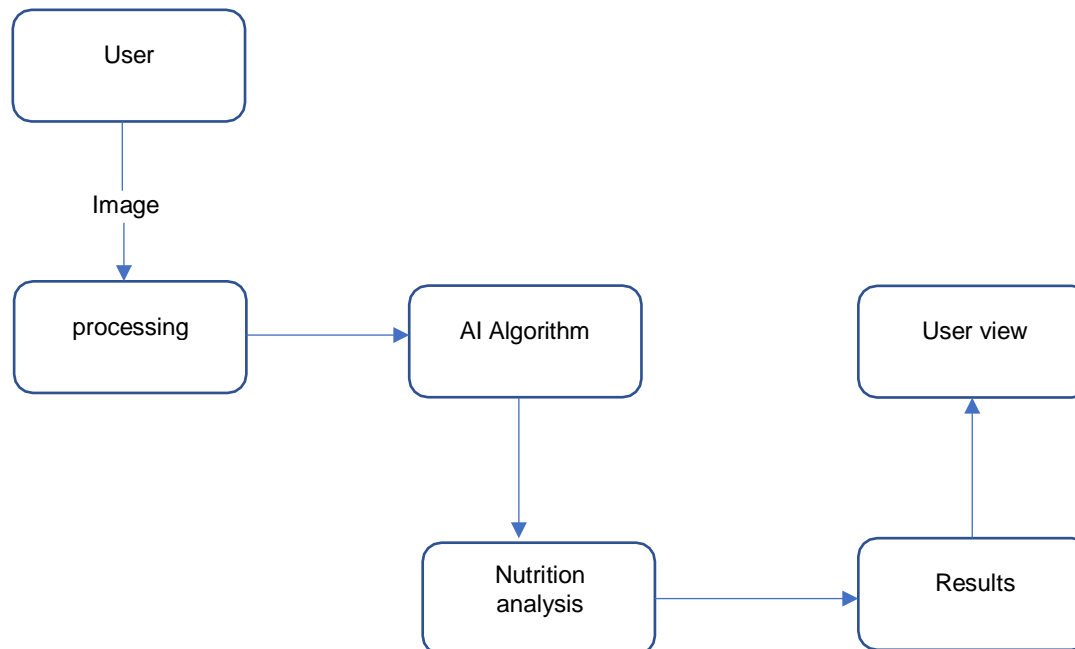 User
Image
processing
AI Algorithm
User view
Nutrition
analysis
Results